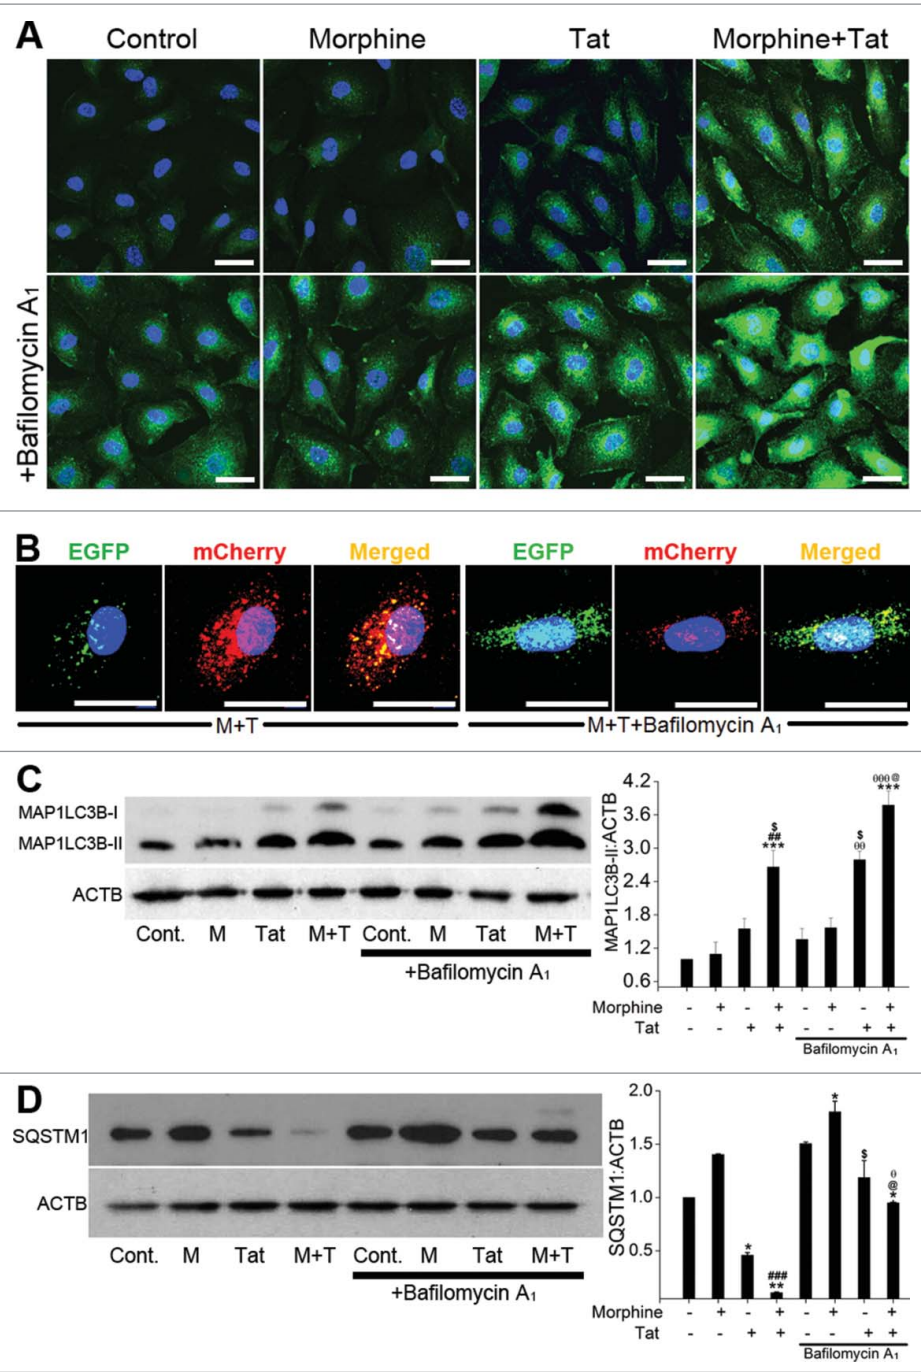 A
Control Morphine Tat Morphine+Tat
+Bafilomycin A1
B
EGFP mCherry Merged EGFP mCherry Merged
M+T M+T+Bafilomycin A1
C
MAP1LC3B-I
MAP1LC3B-II
ACTB
Cont. M Tat M+T Cont. M Tat M+T
+Bafilomycin A1
MAP1LC3B-II:ACTB
4.2
3.6
3.0
2.4
1.8
1.2
0.6
$
##
***
$
θθ
θθθ @
***
Morphine - + - + - + - +
Tat - - + + - - + +
Bafilomycin A1
D
SQSTM1
ACTB
Cont. M Tat M+T Cont. M Tat M+T
+Bafilomycin A1
SQSTM1:ACTB
2.0
1.5
1.0
0.5
*
###
**
*
$
θ
@
*
Morphine - + - + - + - +
Tat - - + + - - + +
Bafilomycin A1